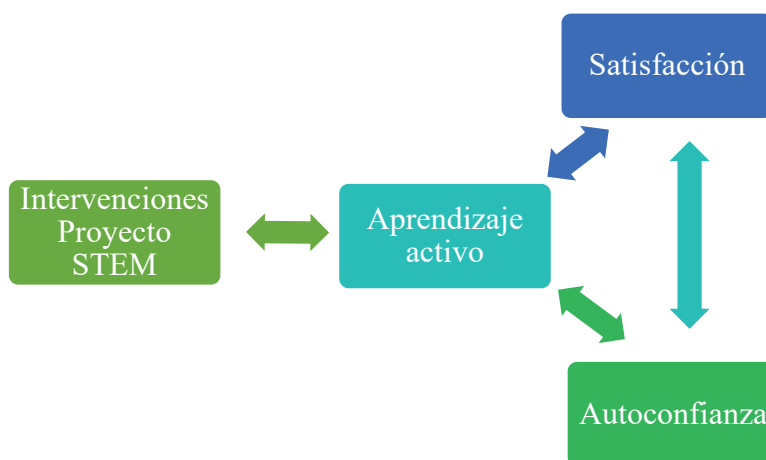 Satisfacción
Intervenciones
Proyecto
STEM
Aprendizaje
activo
Autoconfianza